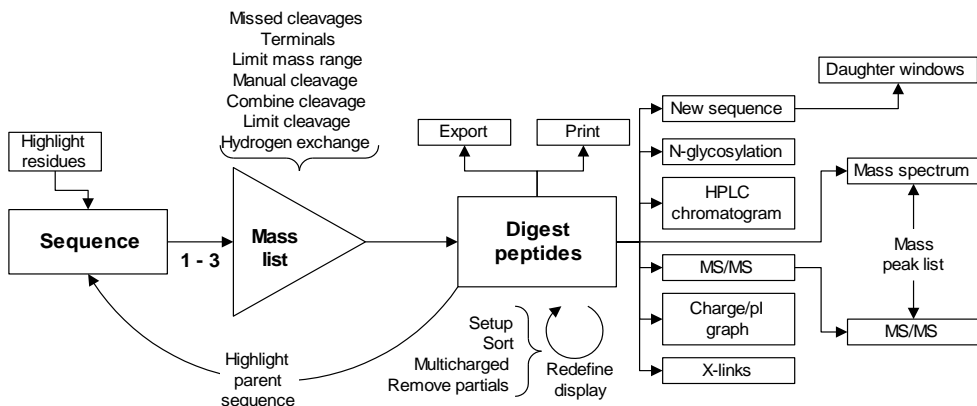 Missed cleavages
Terminals
Limit mass range
Manual cleavage
Combine cleavage
Limit cleavage
Hydrogen exchange
Highlight
residues
Sequence
1 - 3
Mass
list
Export
Print
Digest
peptides
Daughter windows
New sequence
N-glycosylation
HPLC
chromatogram
MS/MS
Charge/pI
graph
X-links
Mass spectrum
Mass
peak list
MS/MS
Setup
Sort
Multicharged
Remove partials
Redefine
display
Highlight
parent
sequence